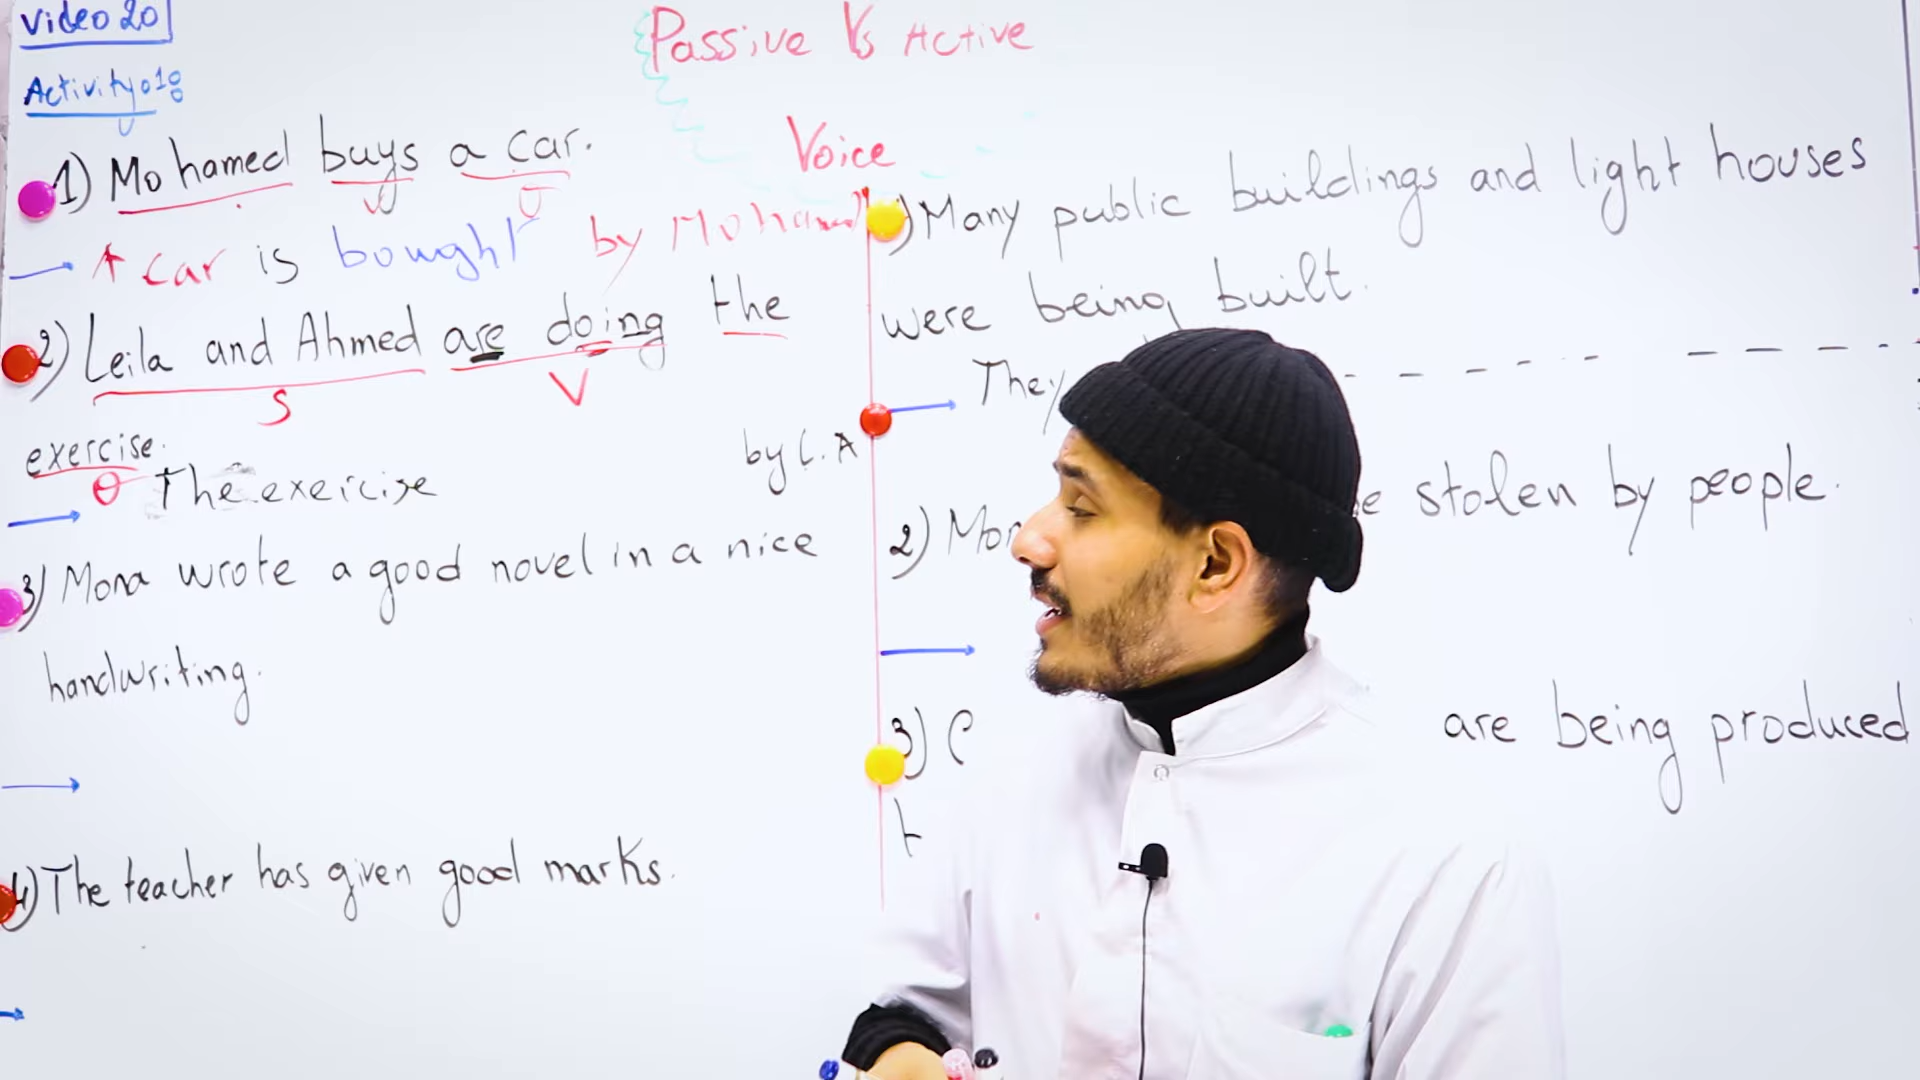 Video 20
Activity 01:
Passive Vs Active
Voice
1) Mohamed buys a car.
A car is bought by Mohamed
2) Leila and Ahmed are doing the
S V
exercise.
O The exercise by L.A
3) Mona wrote a good novel in a nice
handwriting.
4) The teacher has given good marks.
1) Many public buildings and light houses
were being built.
They
2) stolen by people.
3) are being produced